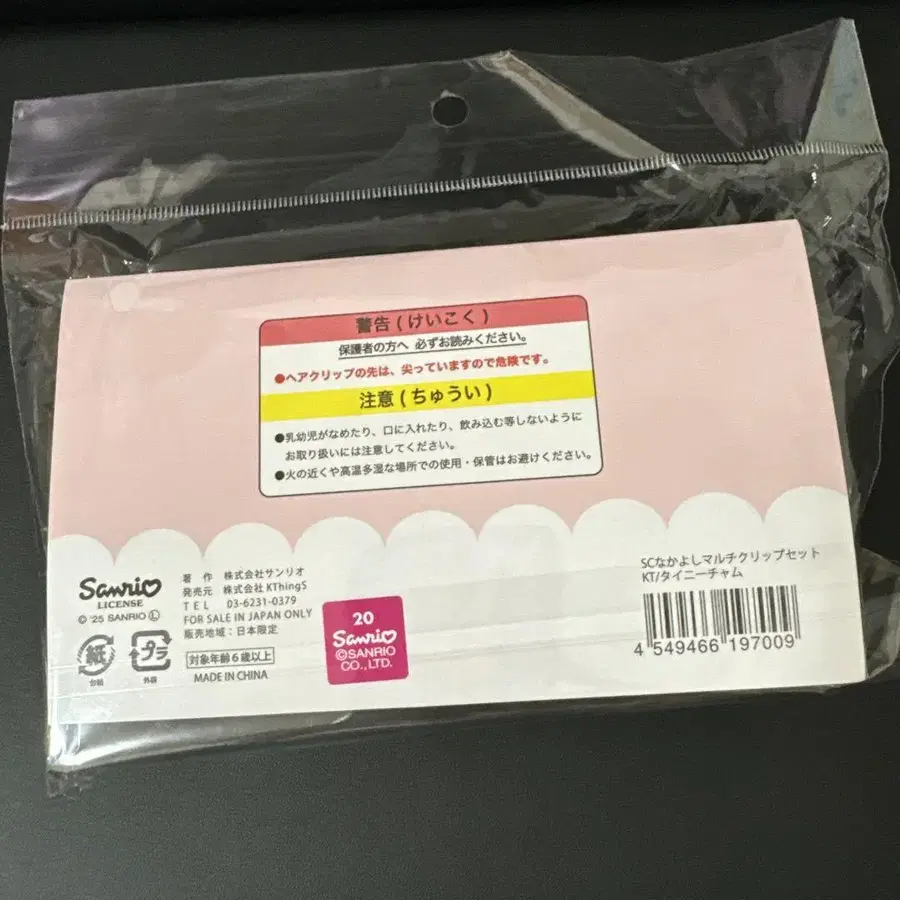 警告(けいこく)
保護者の方へ 必ずお読みください。
●ヘアクリップの先は、尖っていますので危険です。
注意(ちゅうい)
●乳幼児がなめたり、口に入れたり、飲み込む等しないように
お取り扱いには注意してください。
●火の近くや高温多湿な場所での使用・保管はお避けください。
Sanrio
LICENSE
© '25 SANRIO Ⓛ
著 作 株式会社サンリオ
発売元 株式会社 KThingS
TEL 03-6231-0379
FOR SALE IN JAPAN ONLY
販売地域:日本限定
紙
台紙
プラ
外袋
対象年齢6歳以上
MADE IN CHINA
20
Sanrio
©SANRIO
CO.,LTD.
SCなかよしマルチクリップセット
KT/タイニーチャム
4 549466 197009